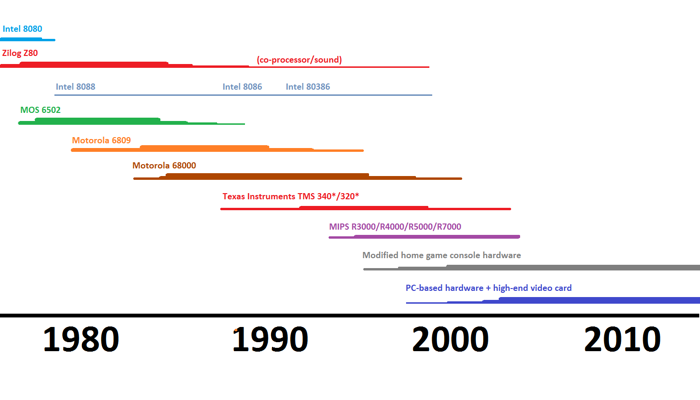 Intel 8080
Zilog Z80
(co-processor/sound)
Intel 8088 Intel 8086 Intel 80386
MOS 6502
Motorola 6809
Motorola 68000
Texas Instruments TMS 340*/320*
MIPS R3000/R4000/R5000/R7000
Modified home game console hardware
PC-based hardware + high-end video card
1980 1990 2000 2010